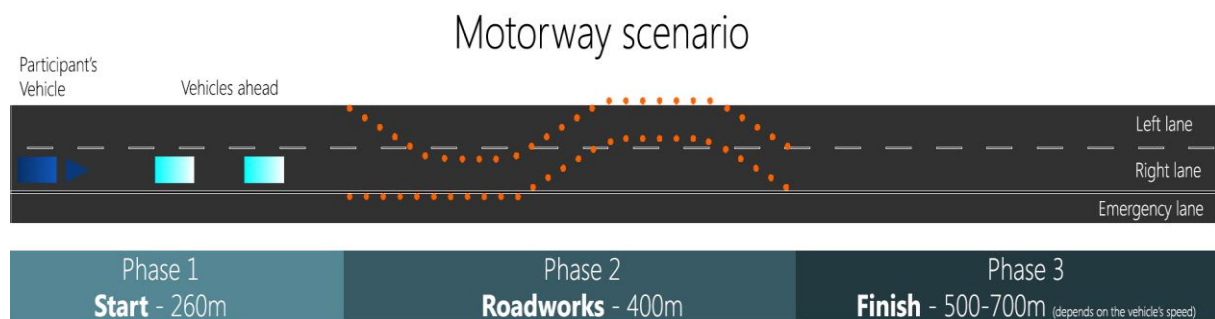 Motorway scenario
Participant's
Vehicle
Vehicles ahead
Left lane
Right lane
Emergency lane
Phase 1
Start - 260m
Phase 2
Roadworks - 400m
Phase 3
Finish - 500-700m (depends on the vehicle's speed)